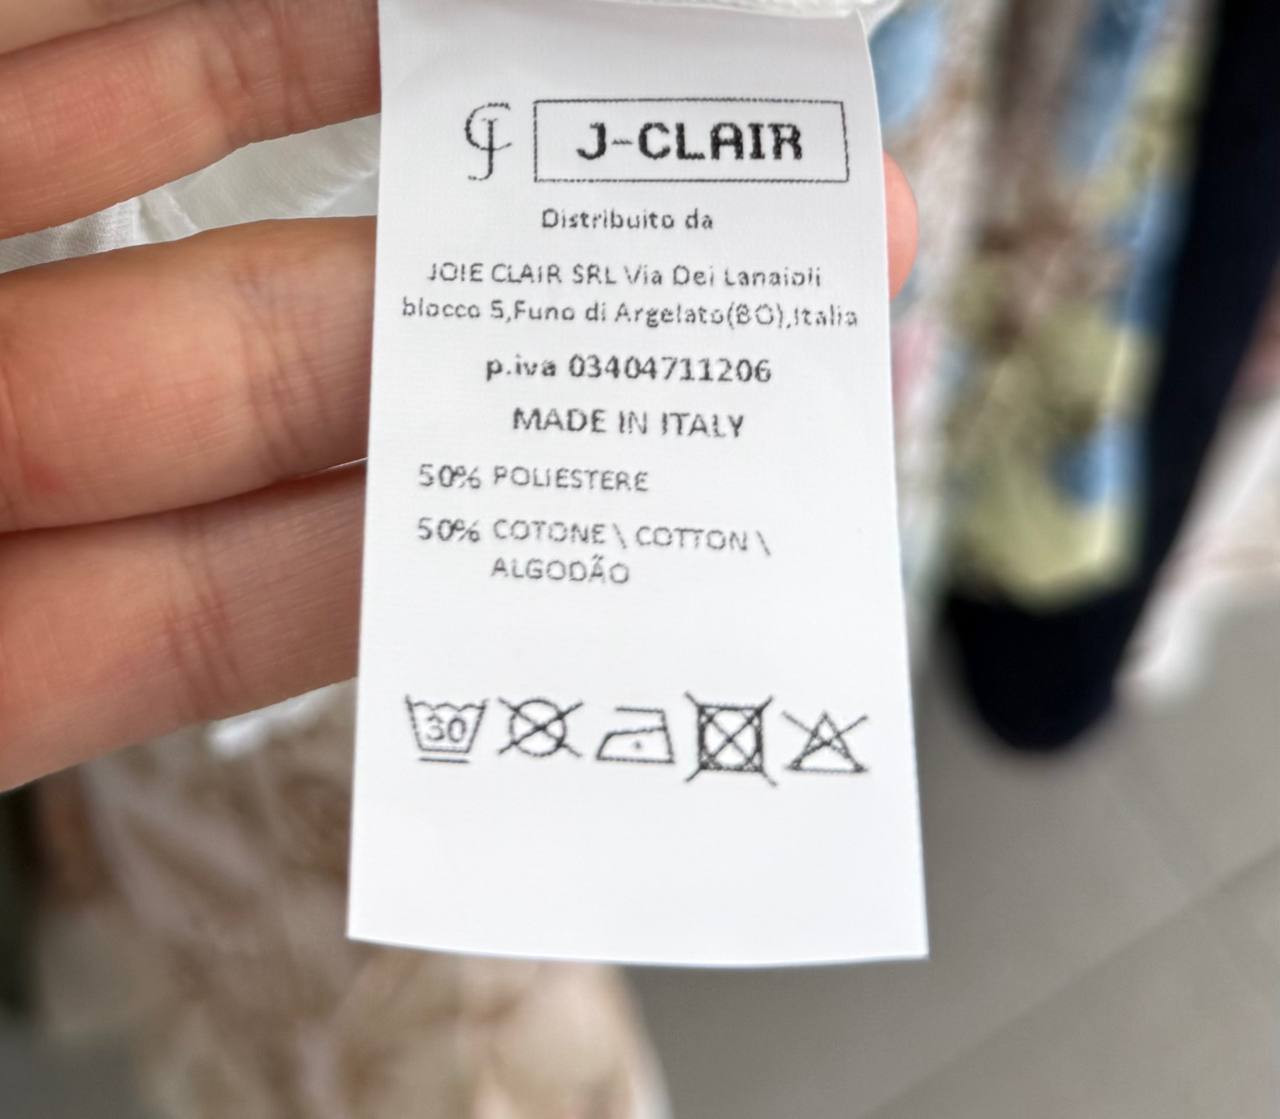 CJ J-CLAIR
Distribuito da
JOIE CLAIR SRL Via Dei Lanaioli
blocco 5,Funo di Argelato(BO),Italia
p.iva 03404711206
MADE IN ITALY
50% POLIESTERE
50% COTONE \ COTTON \
ALGODÃO
30